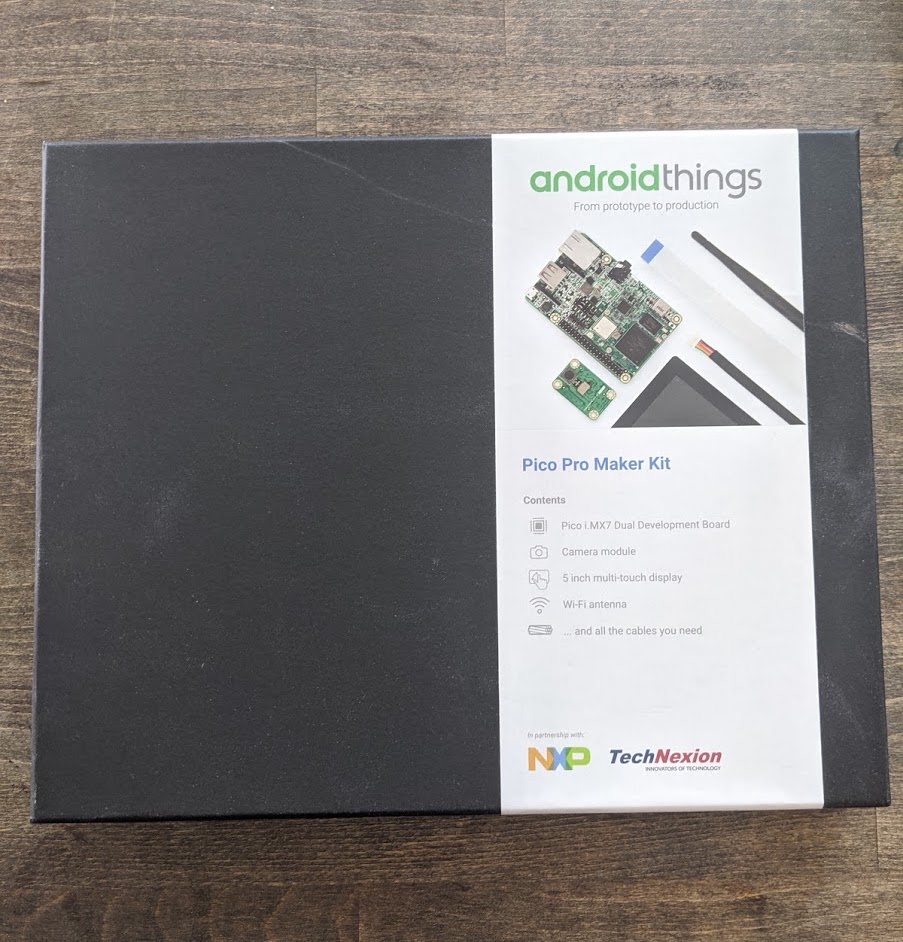 androidthings
From prototype to production
Pico Pro Maker Kit
Contents
Pico i.MX7 Dual Development Board
Camera module
5 inch multi-touch display
Wi-Fi antenna
... and all the cables you need
In partnership with:
NXP TechNexion
INNOVATORS OF TECHNOLOGY